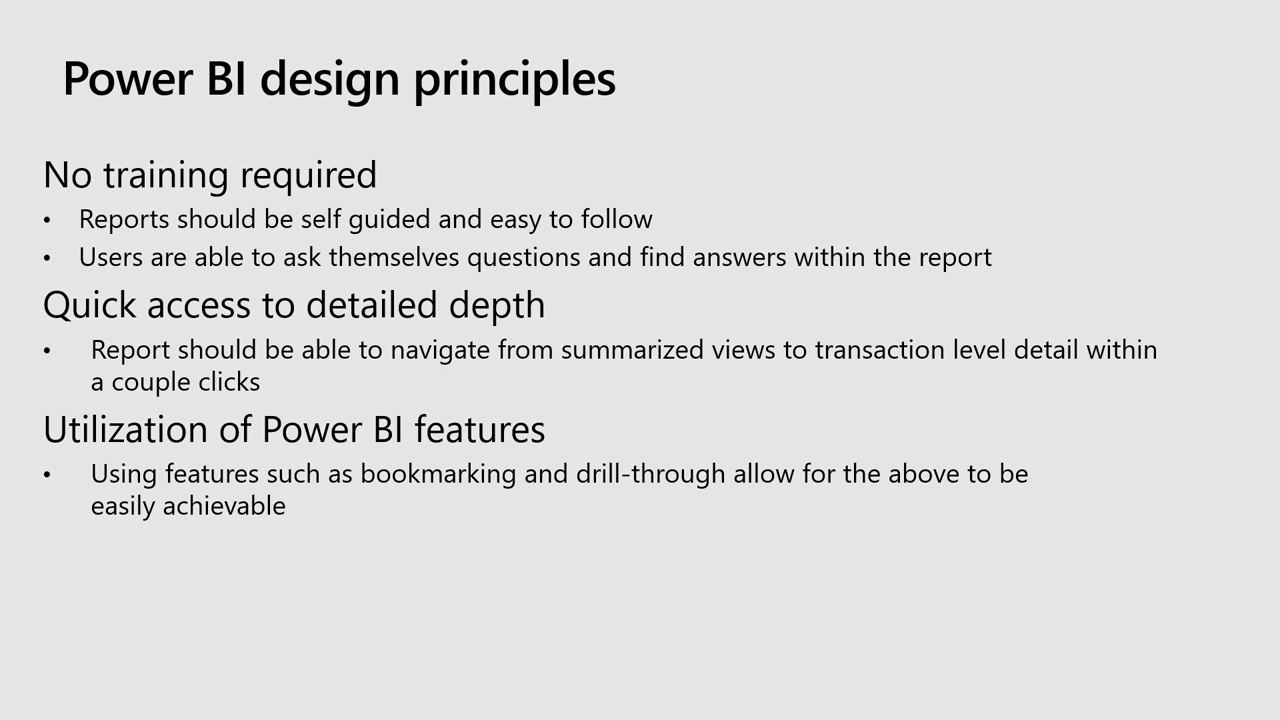 Power BI design principles
No training required
• Reports should be self guided and easy to follow
• Users are able to ask themselves questions and find answers within the report
Quick access to detailed depth
• Report should be able to navigate from summarized views to transaction level detail within
a couple clicks
Utilization of Power BI features
• Using features such as bookmarking and drill-through allow for the above to be
easily achievable